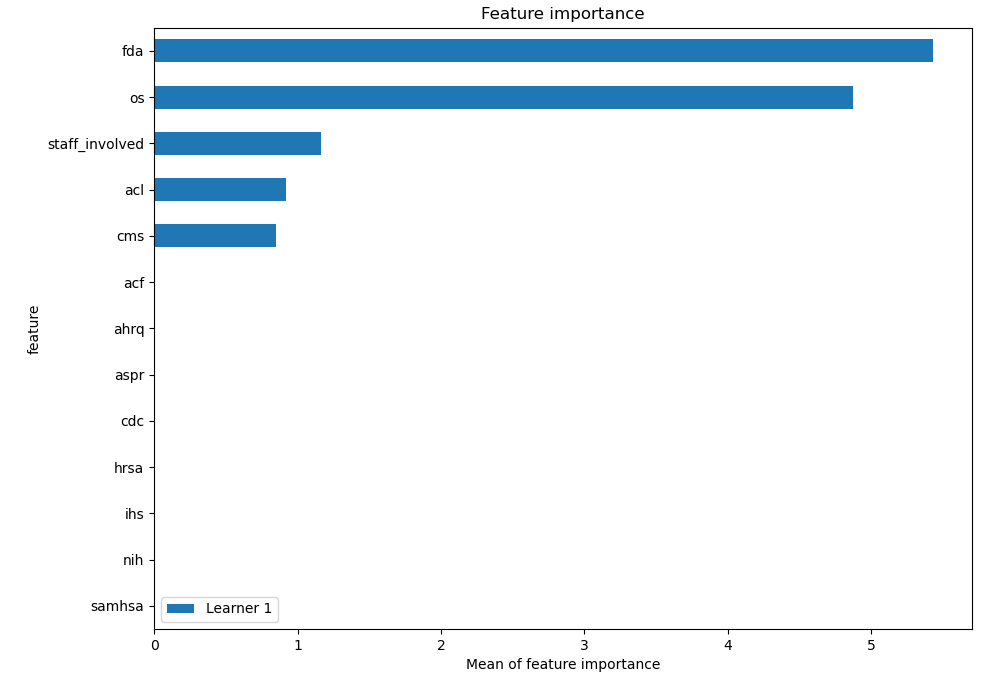 Feature importance
fda
os
staff_involved
acl
cms
acf
ahrq
aspr
cdc
hrsa
ihs
nih
samhsa
feature
Learner 1
0 1 2 3 4 5
Mean of feature importance